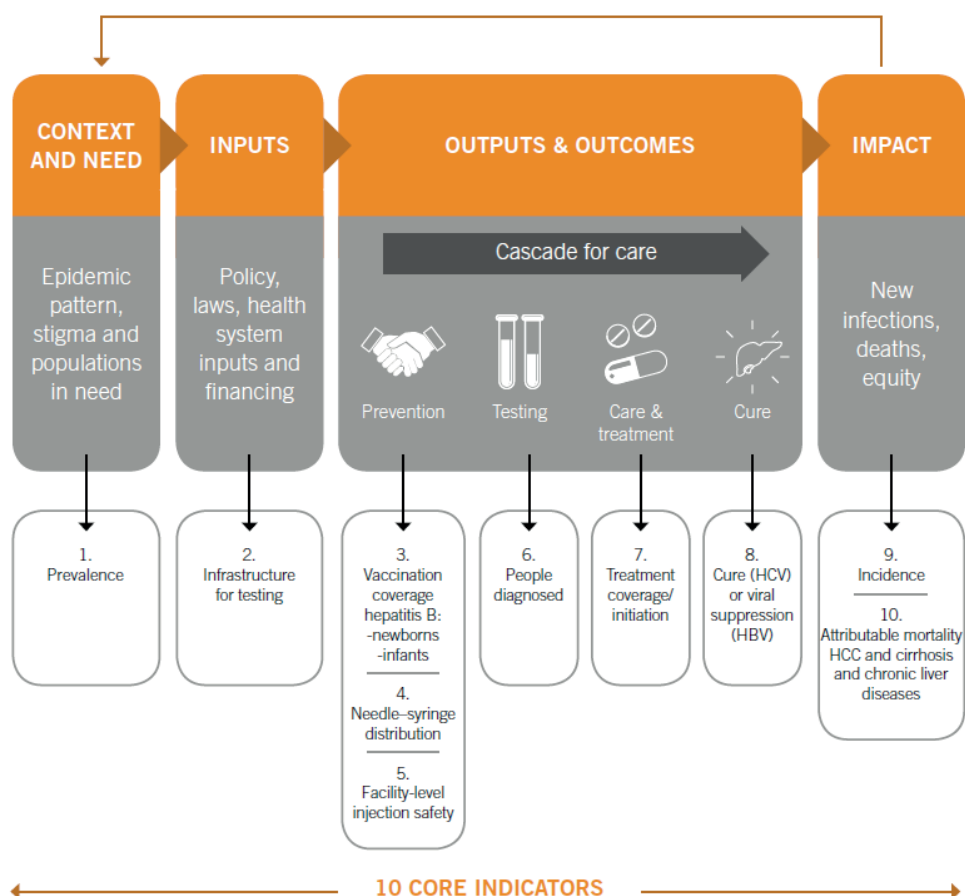 CONTEXT
AND NEED
INPUTS
OUTPUTS & OUTCOMES
IMPACT
Epidemic
pattern,
stigma and
populations
in need
Policy,
laws, health
system
inputs and
financing
Cascade for care
Prevention
Testing
Care &
treatment
Cure
New
infections,
deaths,
equity
1.
Prevalence
2.
Infrastructure
for testing
3.
Vaccination
coverage
hepatitis B:
-newborns
-infants
4.
Needle–syringe
distribution
5.
Facility-level
injection safety
6.
People
diagnosed
7.
Treatment
coverage/
initiation
8.
Cure (HCV)
or viral
suppression
(HBV)
9.
Incidence
10.
Attributable mortality
HCC and cirrhosis
and chronic liver
diseases
10 CORE INDICATORS